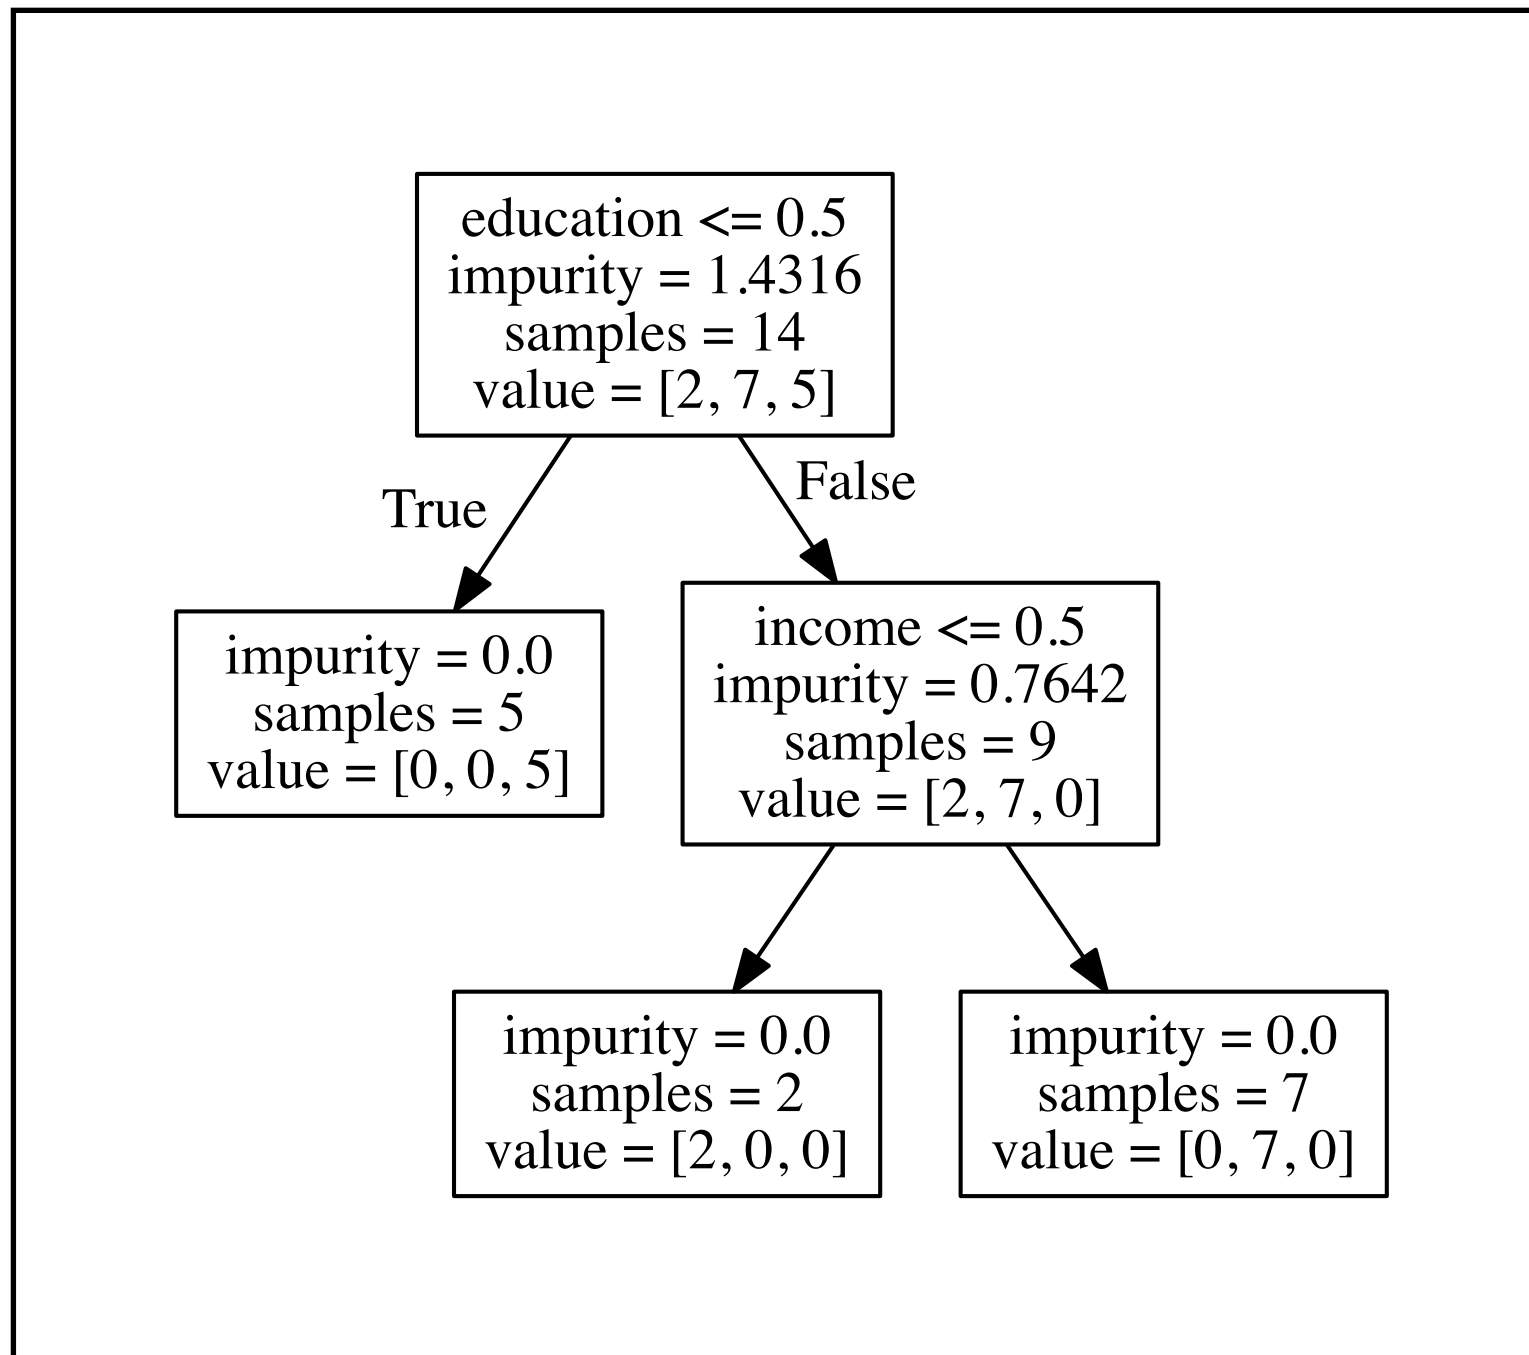 education <= 0.5
impurity = 1.4316
samples = 14
value = [2, 7, 5]
True
False
impurity = 0.0
samples = 5
value = [0, 0, 5]
income <= 0.5
impurity = 0.7642
samples = 9
value = [2, 7, 0]
impurity = 0.0
samples = 2
value = [2, 0, 0]
impurity = 0.0
samples = 7
value = [0, 7, 0]